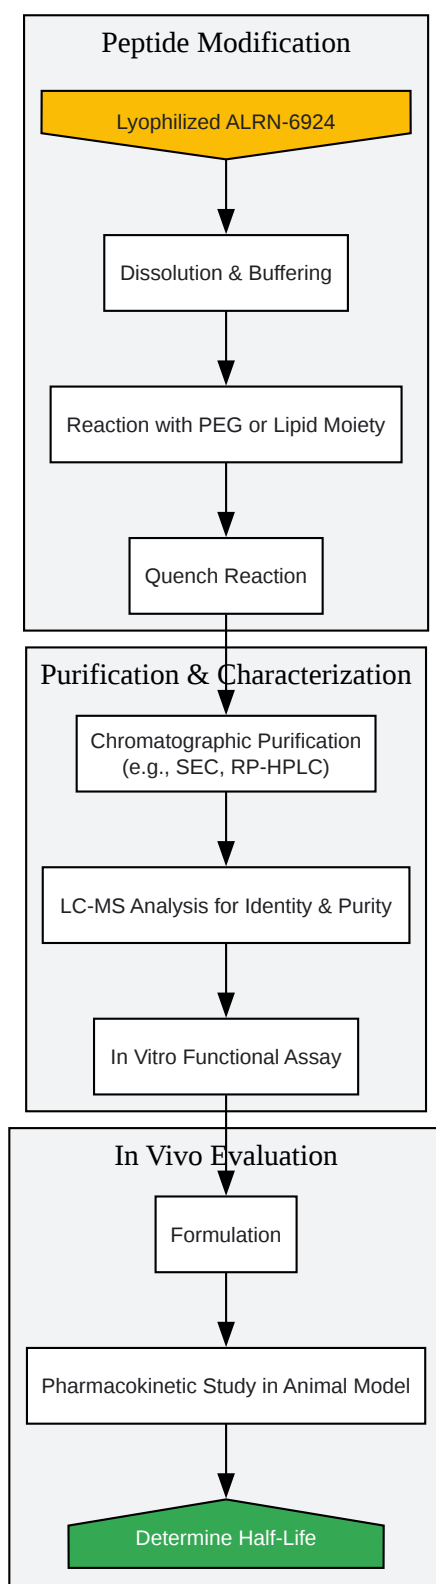 Peptide Modification
Lyophilized ALRN-6924
Dissolution & Buffering
Reaction with PEG or Lipid Moiety
Quench Reaction
Purification & Characterization
Chromatographic Purification
(e.g., SEC, RP-HPLC)
LC-MS Analysis for Identity & Purity
In Vitro Functional Assay
In Vivo Evaluation
Formulation
Pharmacokinetic Study in Animal Model
Determine Half-Life